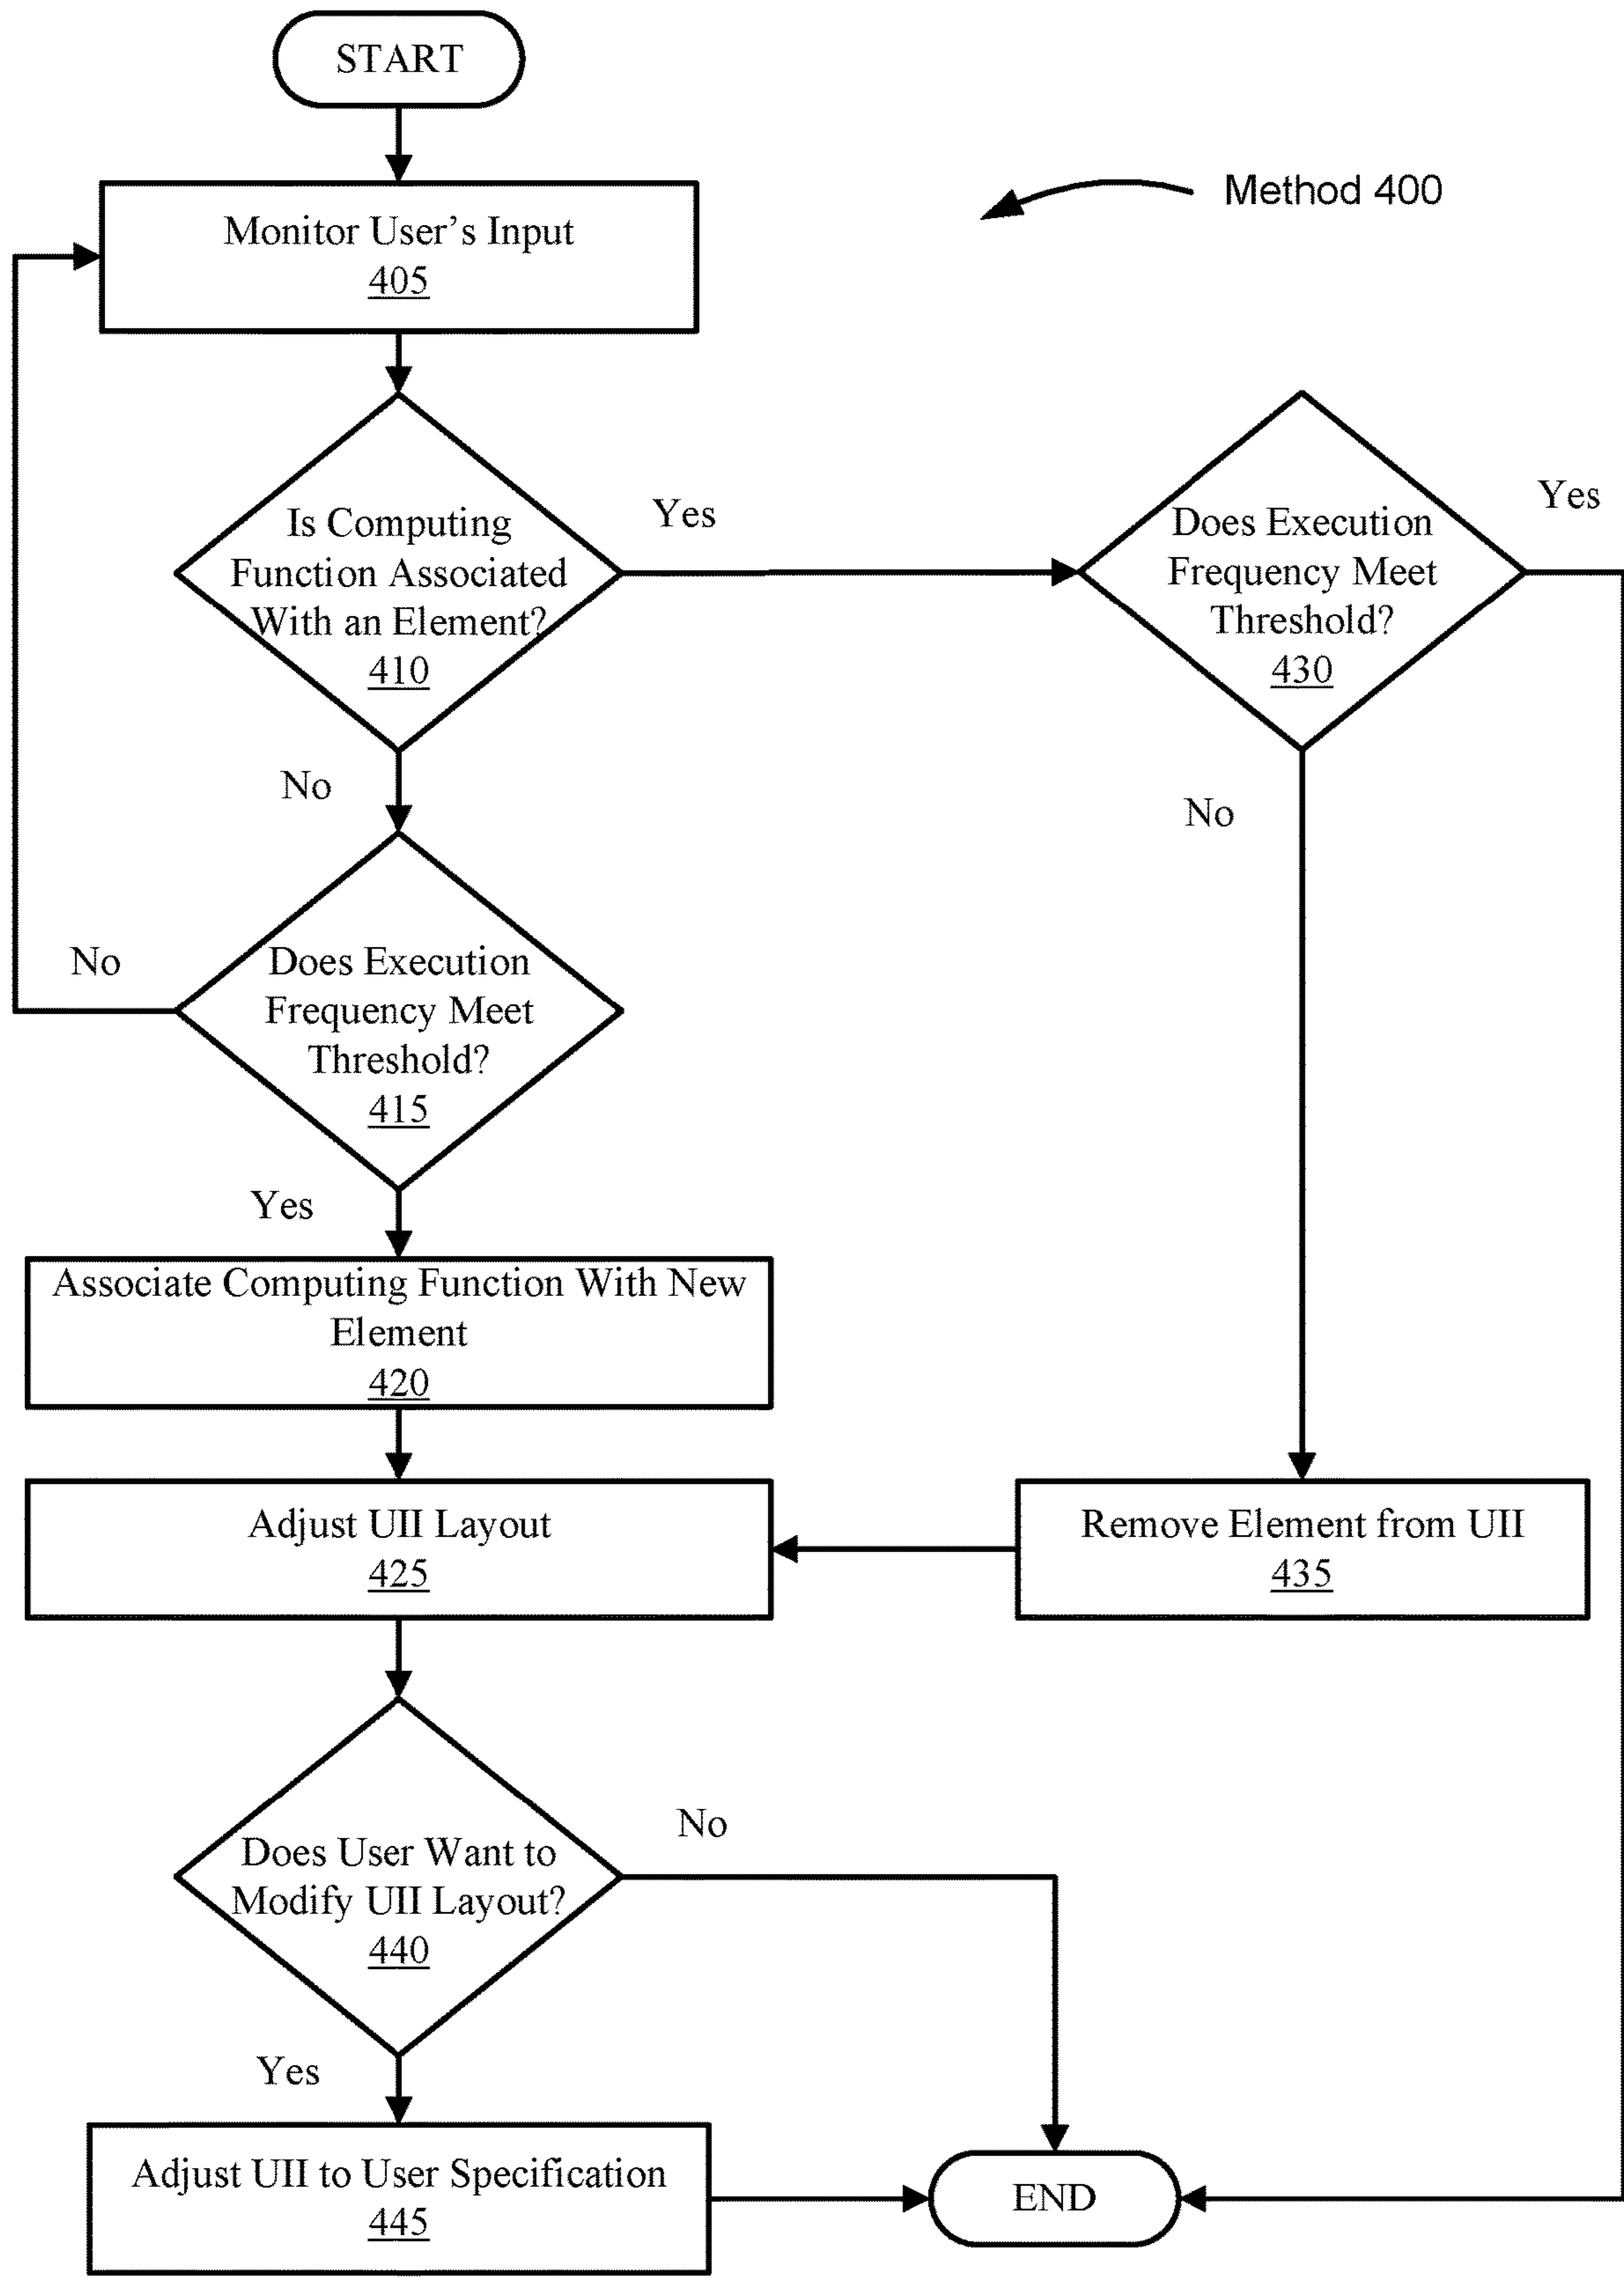 START
Method 400
Monitor User's Input
405
Is Computing
Function Associated
With an Element?
410
Yes
No
Does Execution
Frequency Meet
Threshold?
430
Yes
No
Does Execution
Frequency Meet
Threshold?
415
No
Yes
Associate Computing Function With New
Element
420
Adjust UII Layout
425
Remove Element from UII
435
Does User Want to
Modify UII Layout?
440
No
Yes
Adjust UII to User Specification
445
END